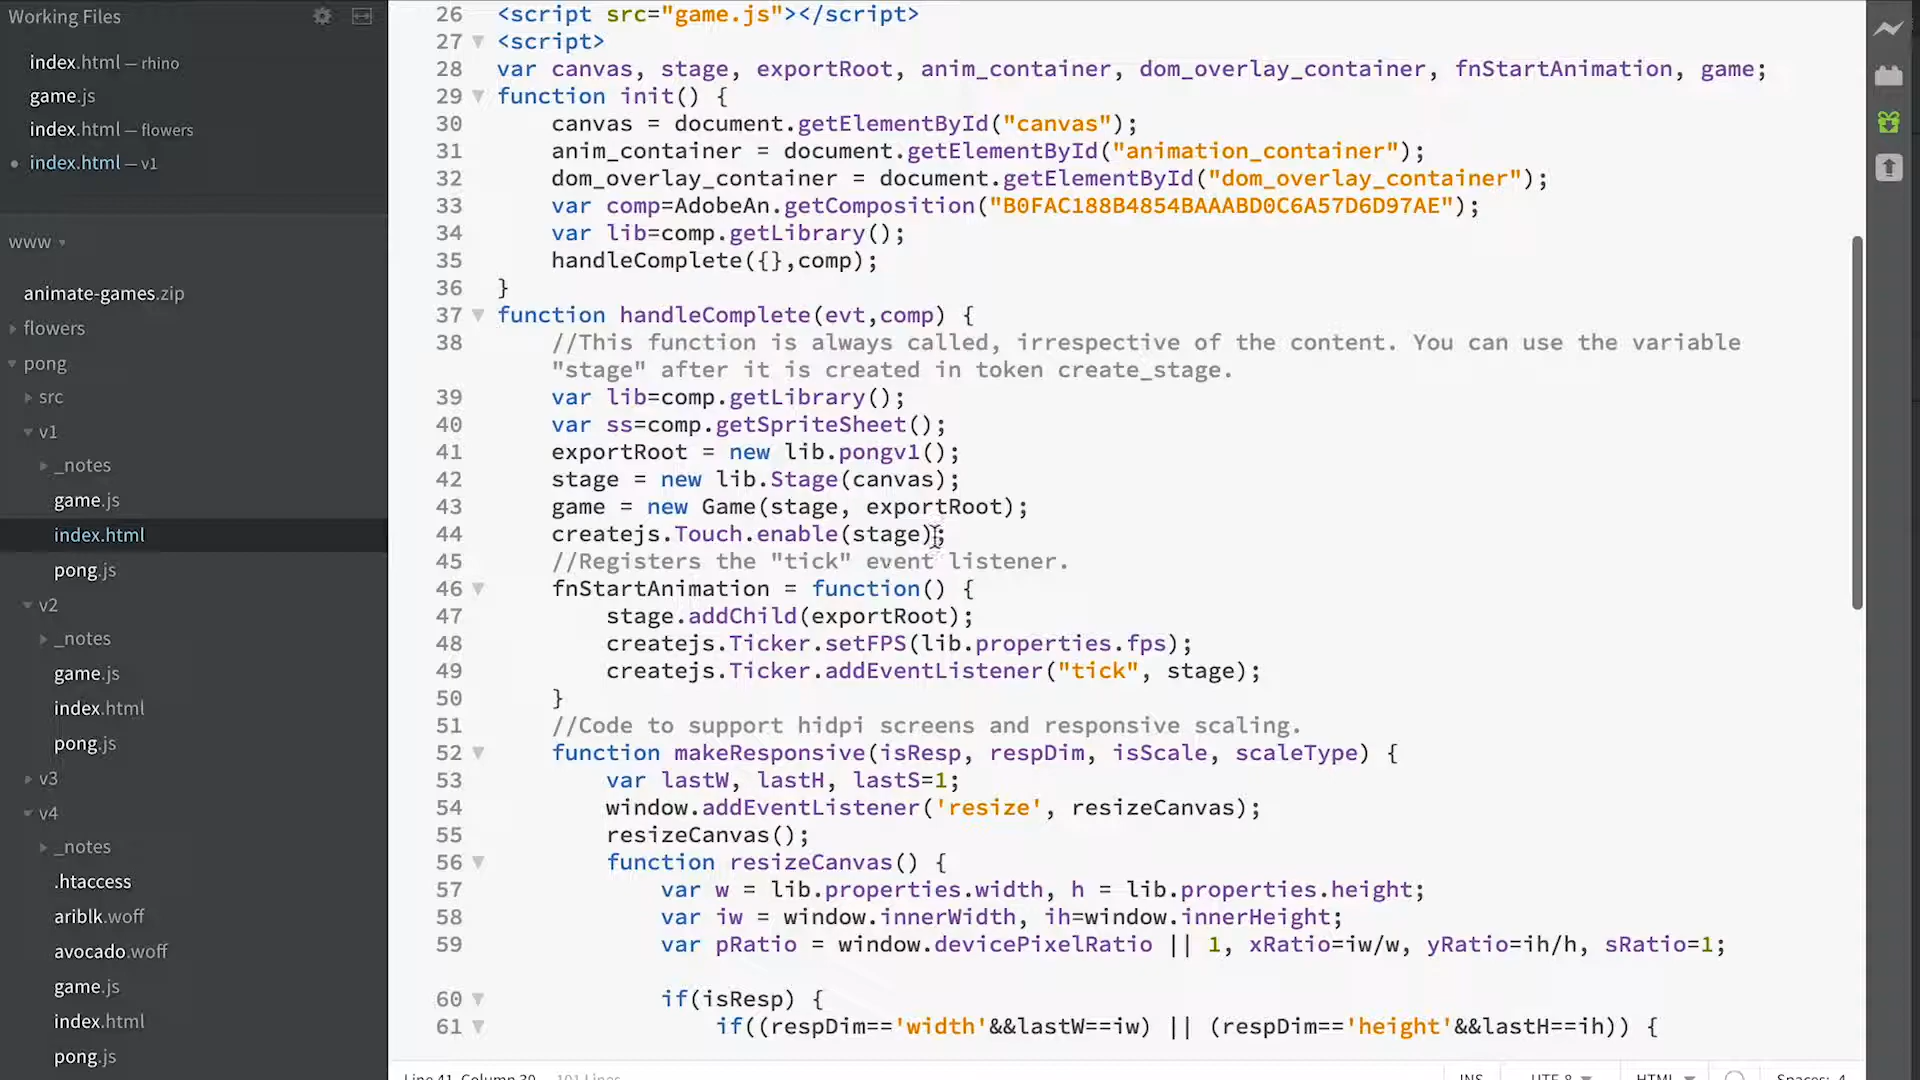 Working Files
index.html — rhino
game.js
index.html — flowers
index.html — v1
www
animate-games.zip
flowers
pong
src
v1
_notes
game.js
index.html
pong.js
v2
_notes
game.js
index.html
pong.js
v3
v4
_notes
.htaccess
ariblk.woff
avocado.woff
game.js
index.html
pong.js
26 <script src="game.js"></script>
27 <script>
28 var canvas, stage, exportRoot, anim_container, dom_overlay_container, fnStartAnimation, game;
29 function init() {
30 canvas = document.getElementById("canvas");
31 anim_container = document.getElementById("animation_container");
32 dom_overlay_container = document.getElementById("dom_overlay_container");
33 var comp=AdobeAn.getComposition("B0FAC188B4854BAAABD0C6A57D6D97AE");
34 var lib=comp.getLibrary();
35 handleComplete({},comp);
36 }
37 function handleComplete(evt,comp) {
38 //This function is always called, irrespective of the content. You can use the variable
"stage" after it is created in token create_stage.
39 var lib=comp.getLibrary();
40 var ss=comp.getSpriteSheet();
41 exportRoot = new lib.pongv1();
42 stage = new lib.Stage(canvas);
43 game = new Game(stage, exportRoot);
44 createjs.Touch.enable(stage);
45 //Registers the "tick" event listener.
46 fnStartAnimation = function() {
47 stage.addChild(exportRoot);
48 createjs.Ticker.setFPS(lib.properties.fps);
49 createjs.Ticker.addEventListener("tick", stage);
50 }
51 //Code to support hidpi screens and responsive scaling.
52 function makeResponsive(isResp, respDim, isScale, scaleType) {
53 var lastW, lastH, lastS=1;
54 window.addEventListener('resize', resizeCanvas);
55 resizeCanvas();
56 function resizeCanvas() {
57 var w = lib.properties.width, h = lib.properties.height;
58 var iw = window.innerWidth, ih=window.innerHeight;
59 var pRatio = window.devicePixelRatio || 1, xRatio=iw/w, yRatio=ih/h, sRatio=1;
60 if(isResp) {
61 if((respDim=='width'&&lastW==iw) || (respDim=='height'&&lastH==ih)) {
Line 41, Column 30 — 101 Lines
INS UTF-8 HTML Spaces: 4